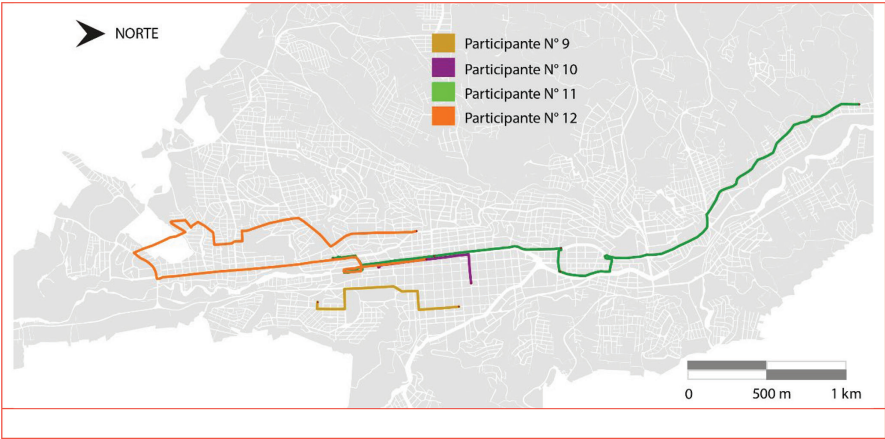 NORTE
Participante N° 9
Participante N° 10
Participante N° 11
Participante N° 12
0 500 m 1 km